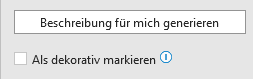 Beschreibung für mich generieren
Als dekorativ markieren